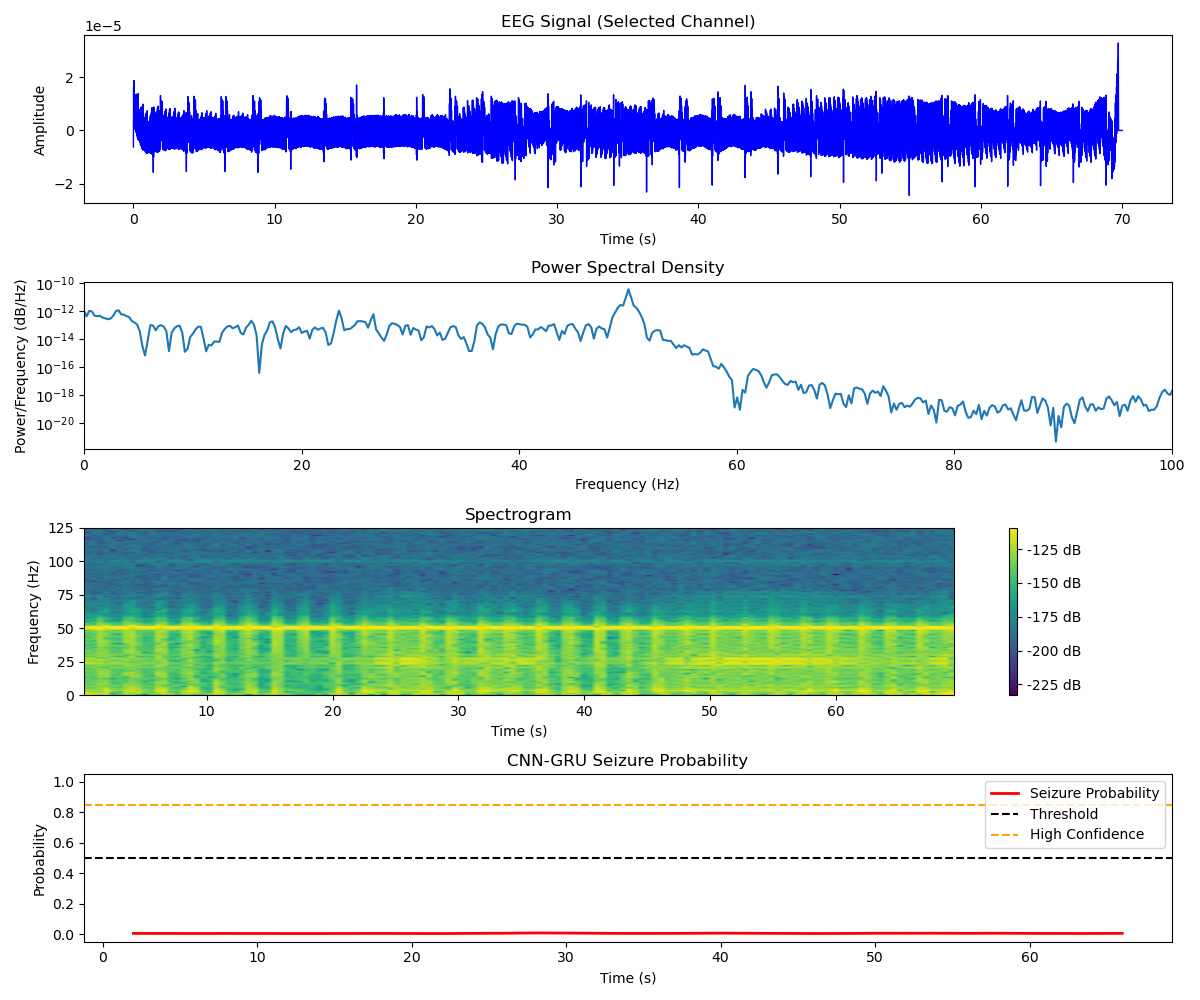 EEG Signal (Selected Channel)
1e−5
Amplitude
2
0
−2
0 10 20 30 40 50 60 70
Time (s)
Power Spectral Density
Power/Frequency (dB/Hz)
10⁻¹⁰
10⁻¹²
10⁻¹⁴
10⁻¹⁶
10⁻¹⁸
10⁻²⁰
0 20 40 60 80 100
Frequency (Hz)
Spectrogram
Frequency (Hz)
125
100
75
50
25
0
10 20 30 40 50 60
Time (s)
-125 dB
-150 dB
-175 dB
-200 dB
-225 dB
CNN-GRU Seizure Probability
Probability
1.0
0.8
0.6
0.4
0.2
0.0
Seizure Probability
Threshold
High Confidence
0 10 20 30 40 50 60
Time (s)